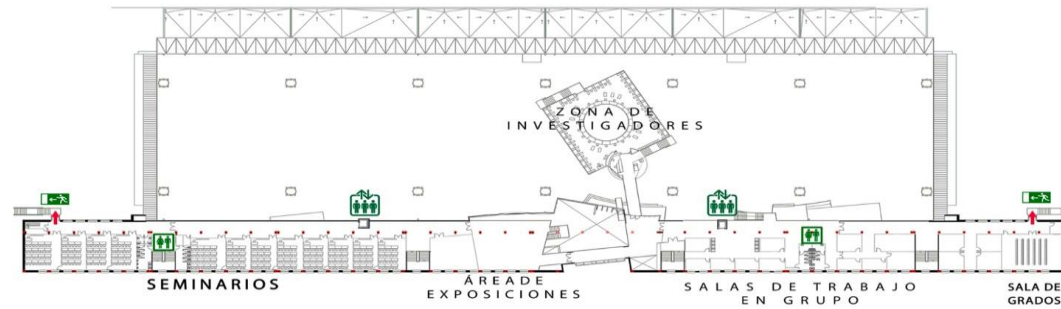 ZONA DE
INVESTIGADORES
SEMINARIOS
ÁREADE
EXPOSICIONES
SALAS DE TRABAJO
EN GRUPO
SALA DE
GRADOS